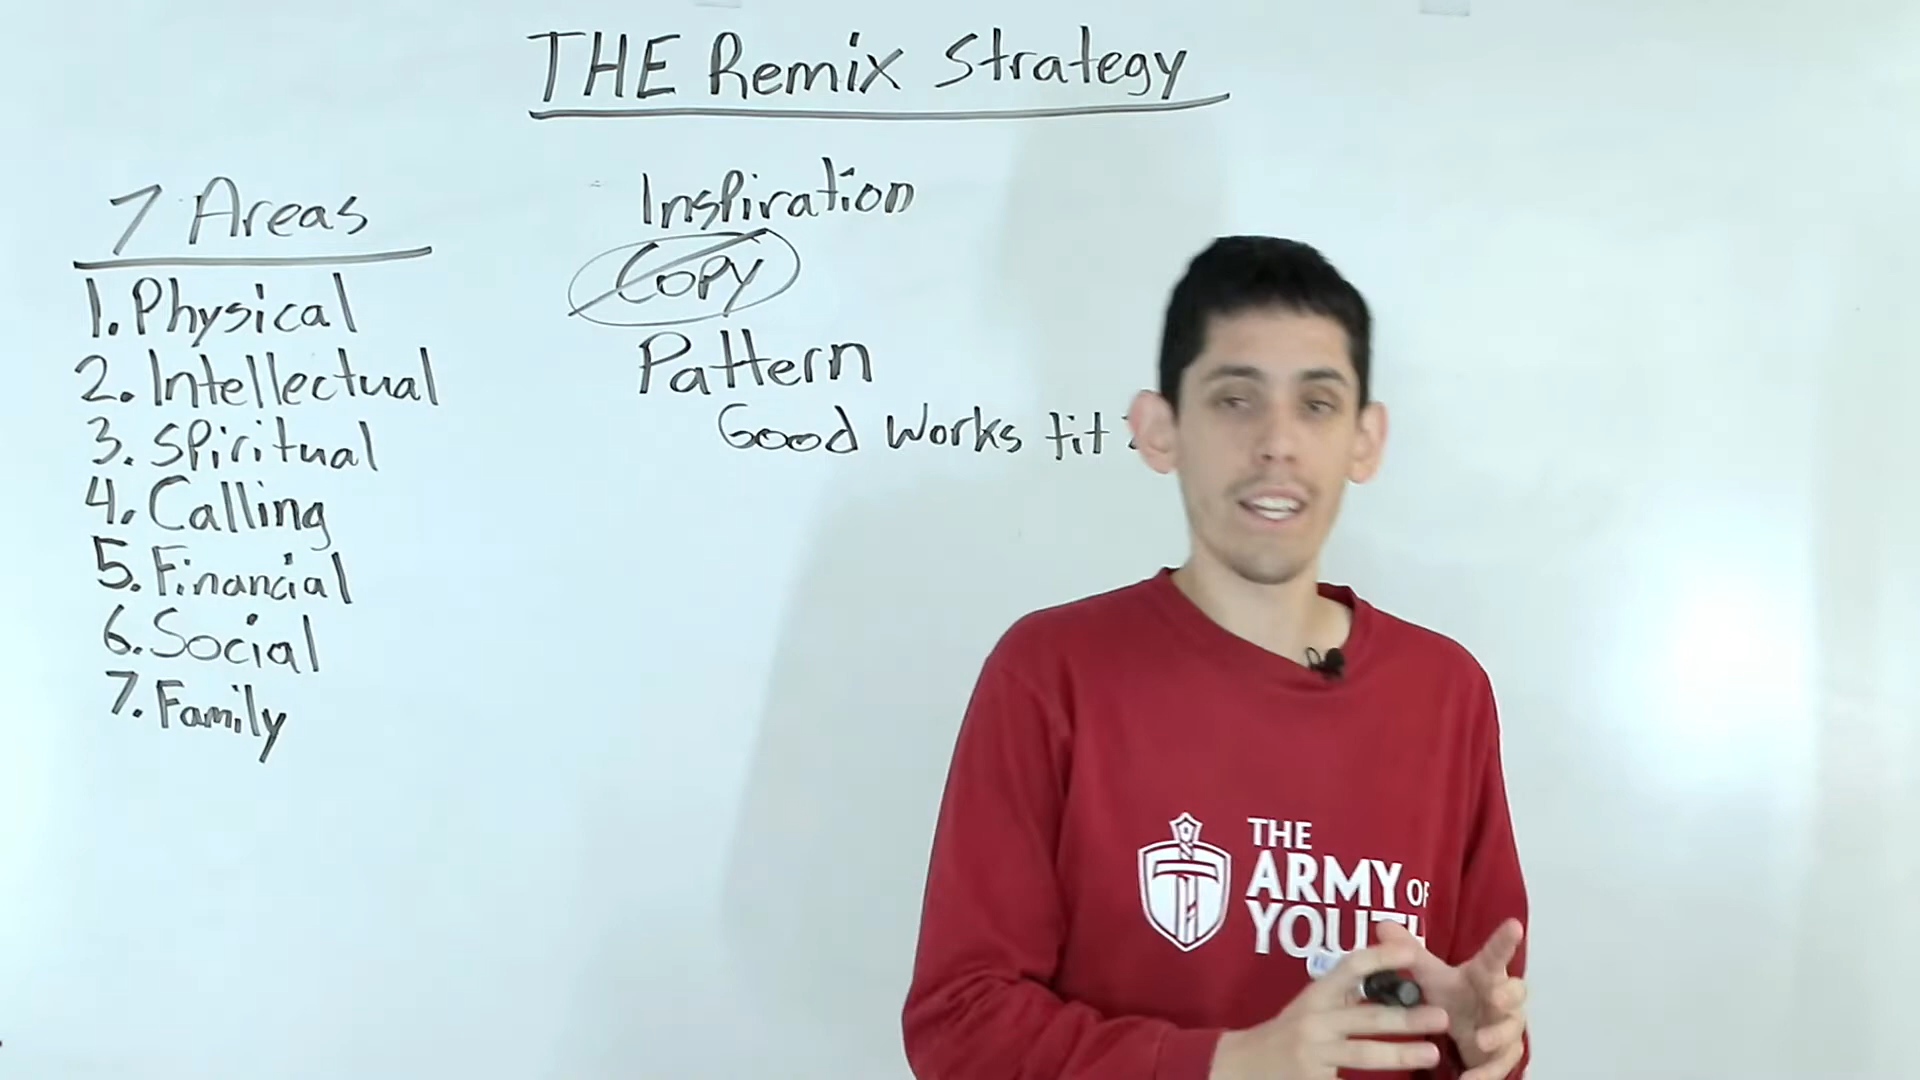 THE Remix Strategy
7 Areas
1. Physical
2. Intellectual
3. Spiritual
4. Calling
5. Financial
6. Social
7. Family
Inspiration
Copy
Pattern
Good Works tit
THE
ARMY OF
YOUTH